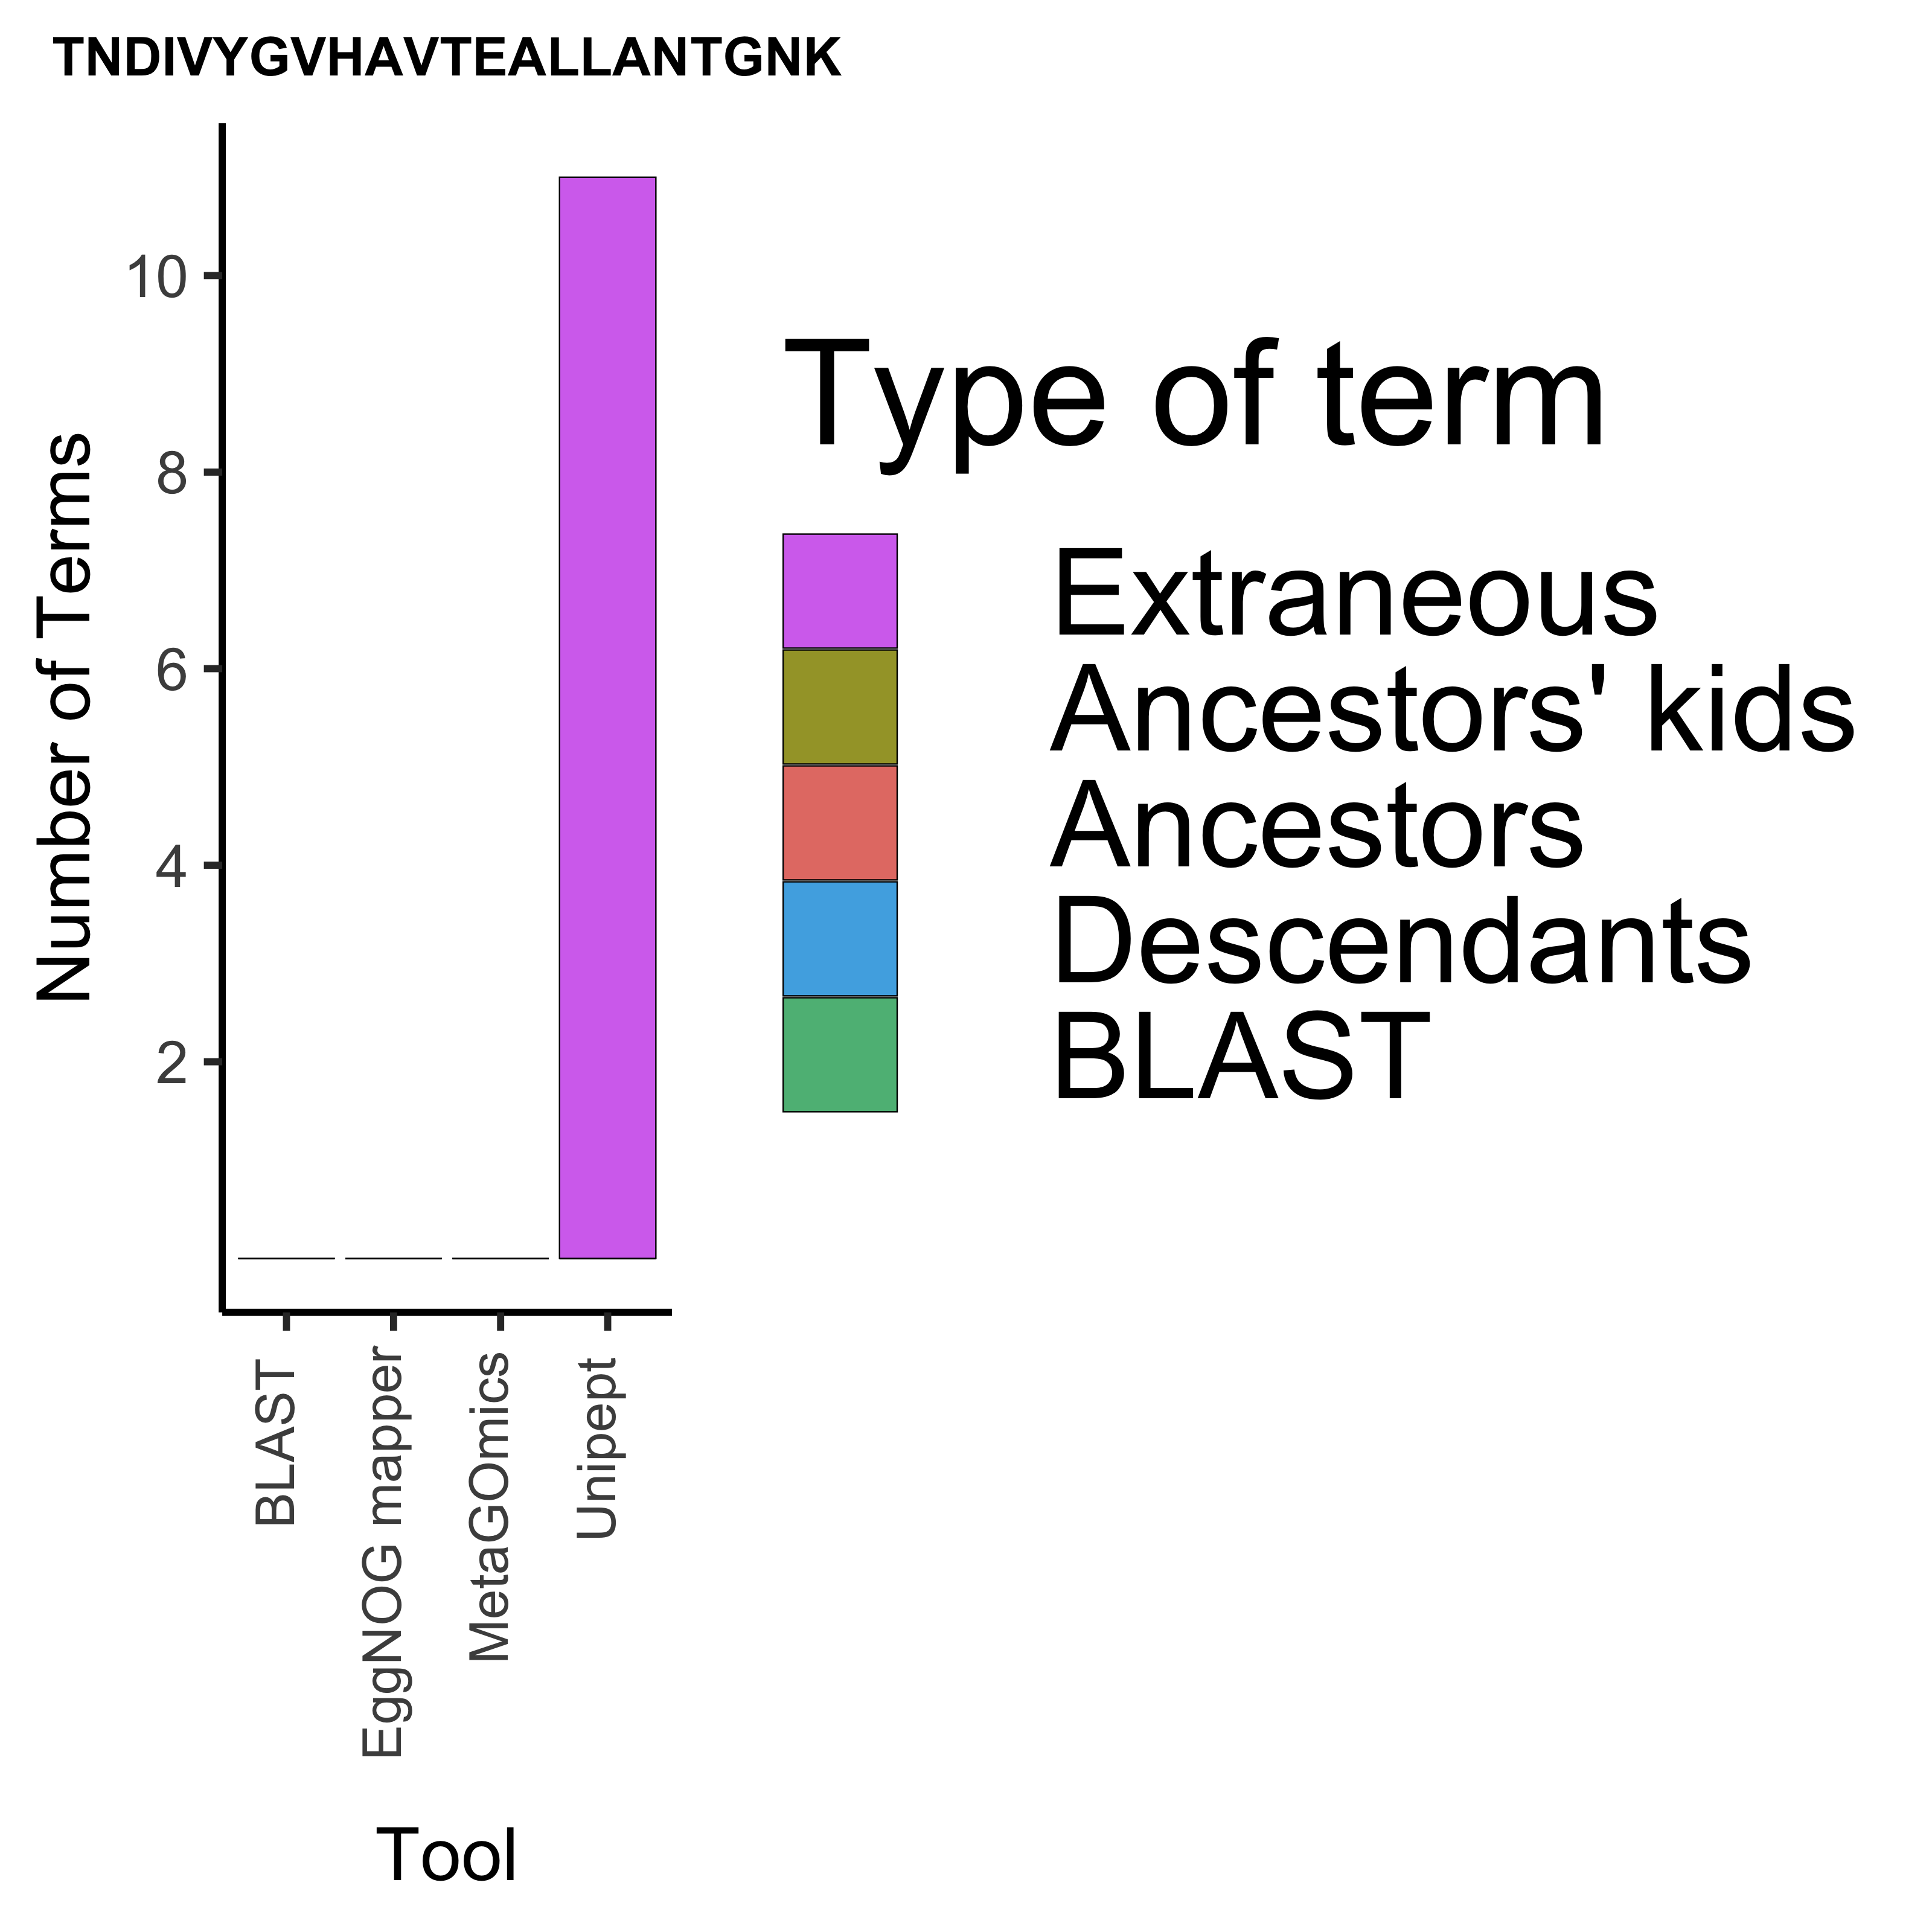 TNDIVYGVHAVTEALLANTGNK
Number of Terms
10
8
6
4
2
BLAST
EggNOG mapper
MetaGOmics
Unipept
Tool
Type of term
Extraneous
Ancestors' kids
Ancestors
Descendants
BLAST